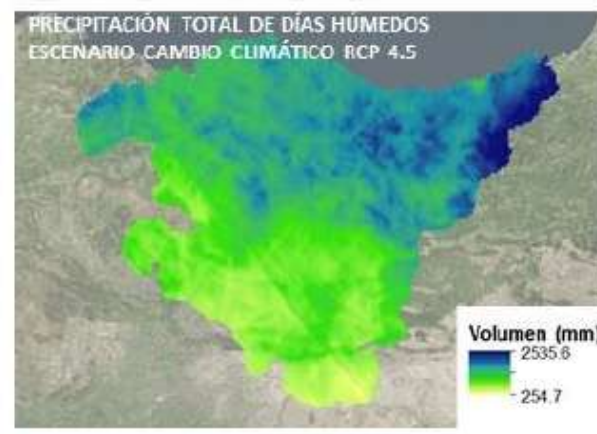 PRECIPITACIÓN TOTAL DE DÍAS HÚMEDOS
ESCENARIO CAMBIO CLIMÁTICO RCP 4.5
Volumen (mm)
2535.6
254.7